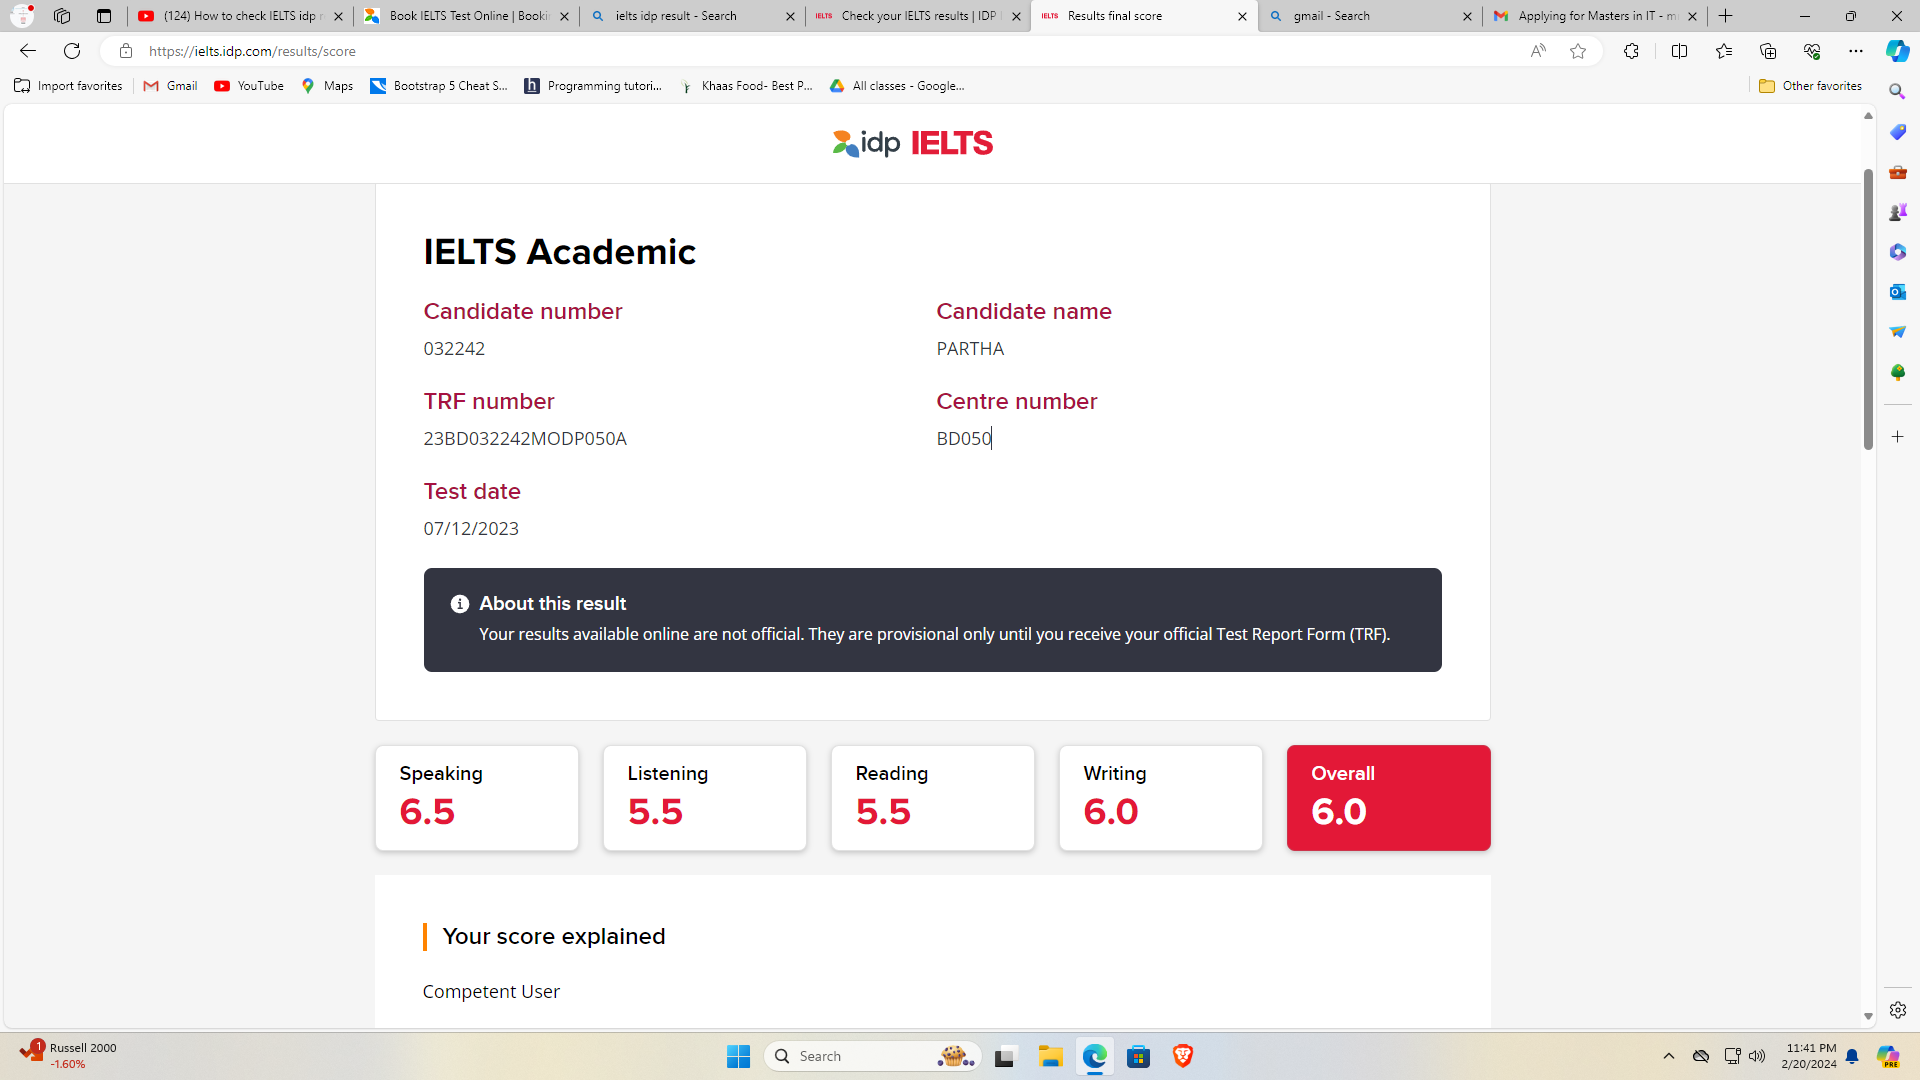 (124) How to check IELTS idp r
Book IELTS Test Online | Bookin
ielts idp result - Search
IELTS
Check your IELTS results | IDP I
IELTS
Results final score
gmail - Search
Applying for Masters in IT - m
https://ielts.idp.com/results/score
Import favorites
Gmail
YouTube
Maps
Bootstrap 5 Cheat S...
Programming tutori...
Khaas Food- Best P...
All classes - Google...
Other favorites
idp IELTS
IELTS Academic
Candidate number
Candidate name
032242
PARTHA
TRF number
Centre number
23BD032242MODP050A
BD050
Test date
07/12/2023
About this result
Your results available online are not official. They are provisional only until you receive your official Test Report Form (TRF).
Speaking
Listening
Reading
Writing
Overall
6.5
5.5
5.5
6.0
6.0
Your score explained
Competent User
1
Russell 2000
-1.60%
Search
11:41 PM
2/20/2024
PRE